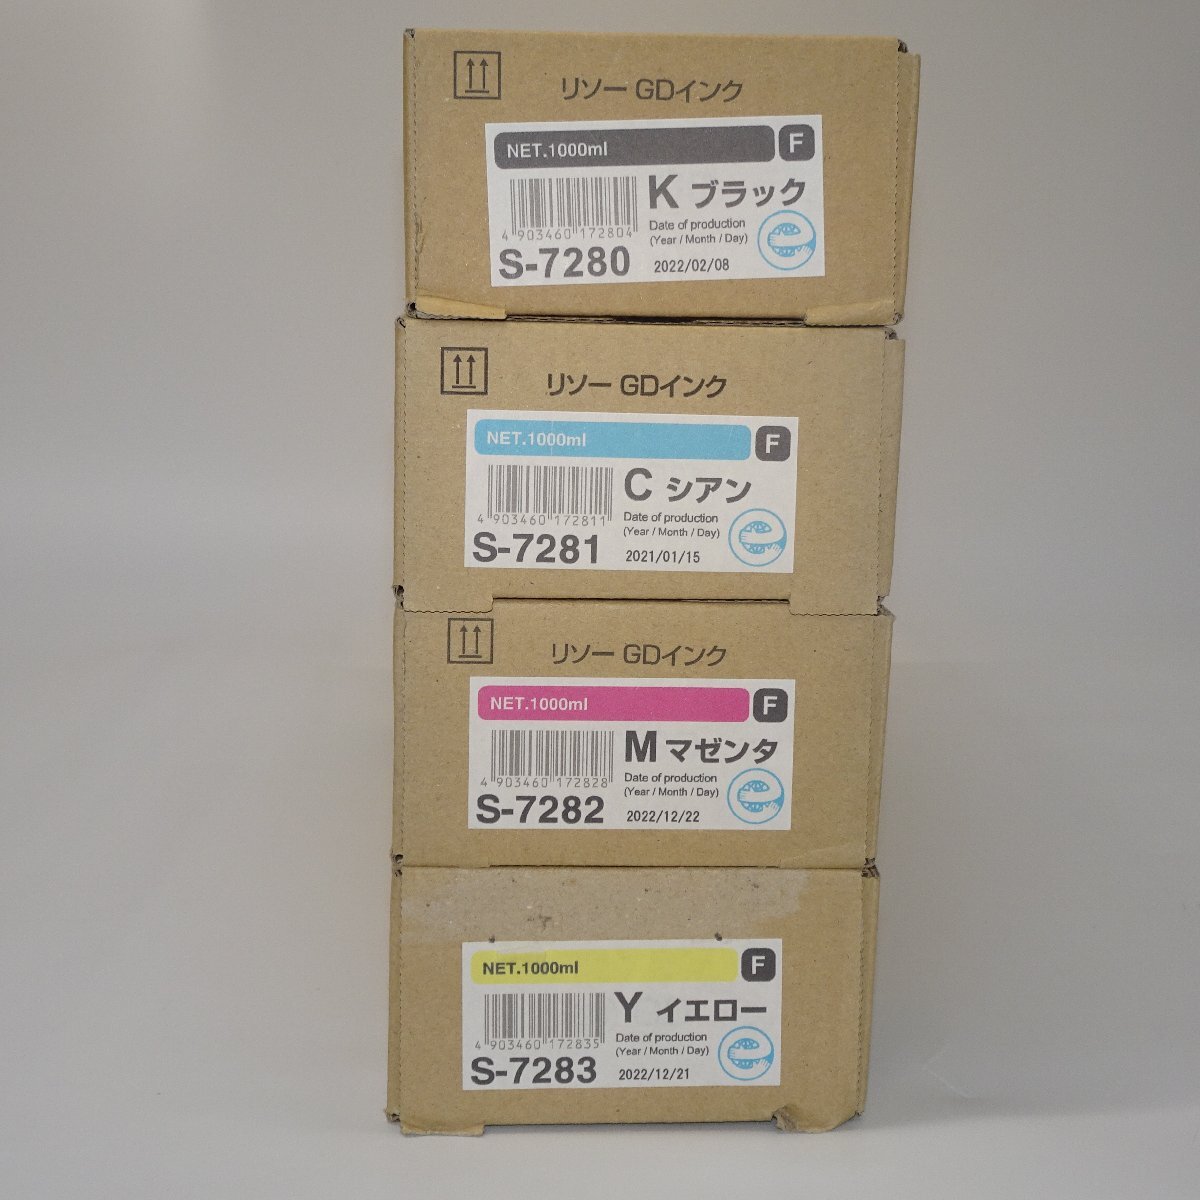 リソー GDインク
NET.1000ml F
K ブラック
4 903460 172804
Date of production
(Year / Month / Day)
S-7280 2022/02/08
リソー GDインク
NET.1000ml F
C シアン
4 903460 172811
Date of production
(Year / Month / Day)
S-7281 2021/01/15
リソー GDインク
NET.1000ml F
M マゼンタ
4 903460 172828
Date of production
(Year / Month / Day)
S-7282 2022/12/22
NET.1000ml F
Y イエロー
4 903460 172835
Date of production
(Year / Month / Day)
S-7283 2022/12/21